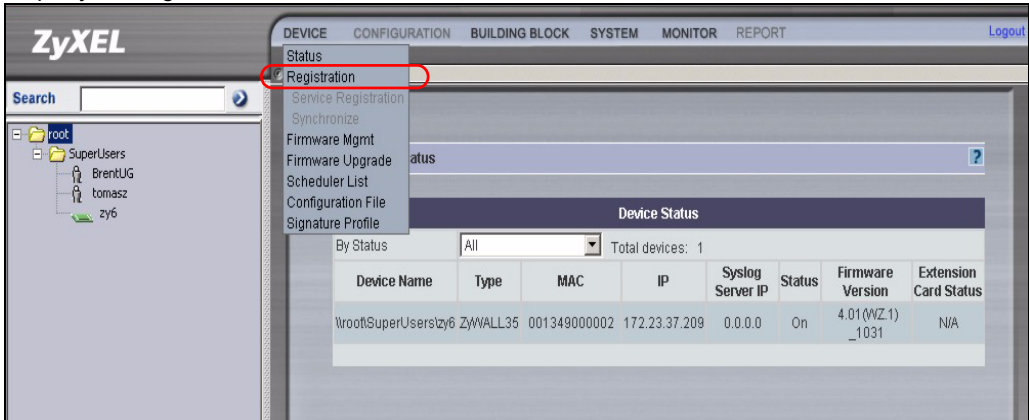 ZyXEL
DEVICE CONFIGURATION BUILDING BLOCK SYSTEM MONITOR REPORT Logout
Status
Registration
Service Registration
Synchronize
Firmware Mgmt
Firmware Upgrade
Scheduler List
Configuration File
Signature Profile
Search
root
SuperUsers
BrentUG
tomasz
zy6
atus
?
Device Status
By Status All Total devices: 1
Device Name Type MAC IP Syslog Server IP Status Firmware Version Extension Card Status
\\root\SuperUsers\zy6 ZyWALL35 001349000002 172.23.37.209 0.0.0.0 On 4.01(WZ.1)_1031 N/A